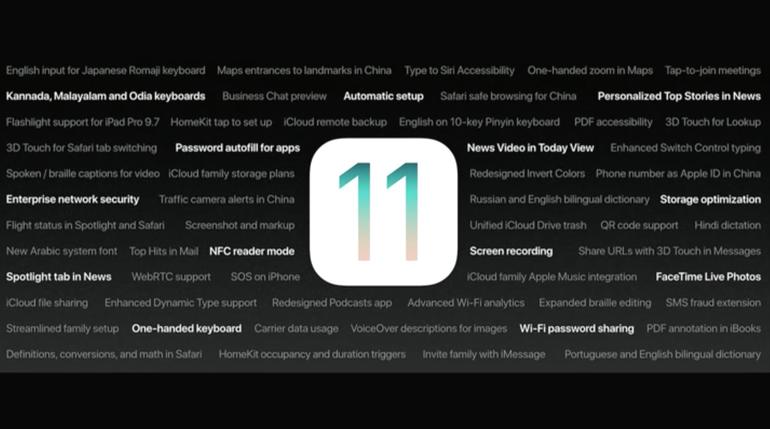 English input for Japanese Romaji keyboard Maps entrances to landmarks in China Type to Siri Accessibility One-handed zoom in Maps Tap-to-join meetings
Kannada, Malayalam and Odia keyboards Business Chat preview Automatic setup Safari safe browsing for China Personalized Top Stories in News
Flashlight support for iPad Pro 9.7 HomeKit tap to set up iCloud remote backup English on 10-key Pinyin keyboard PDF accessibility 3D Touch for Lookup
3D Touch for Safari tab switching Password autofill for apps News Video in Today View Enhanced Switch Control typing
Spoken / braille captions for video iCloud family storage plans Redesigned Invert Colors Phone number as Apple ID in China
Enterprise network security Traffic camera alerts in China Russian and English bilingual dictionary Storage optimization
11
Flight status in Spotlight and Safari Screenshot and markup Unified iCloud Drive trash QR code support Hindi dictation
New Arabic system font Top Hits in Mail NFC reader mode Screen recording Share URLs with 3D Touch in Messages
Spotlight tab in News WebRTC support SOS on iPhone iCloud family Apple Music integration FaceTime Live Photos
iCloud file sharing Enhanced Dynamic Type support Redesigned Podcasts app Advanced Wi-Fi analytics Expanded braille editing SMS fraud extension
Streamlined family setup One-handed keyboard Carrier data usage VoiceOver descriptions for images Wi-Fi password sharing PDF annotation in iBooks
Definitions, conversions, and math in Safari HomeKit occupancy and duration triggers Invite family with iMessage Portuguese and English bilingual dictionary